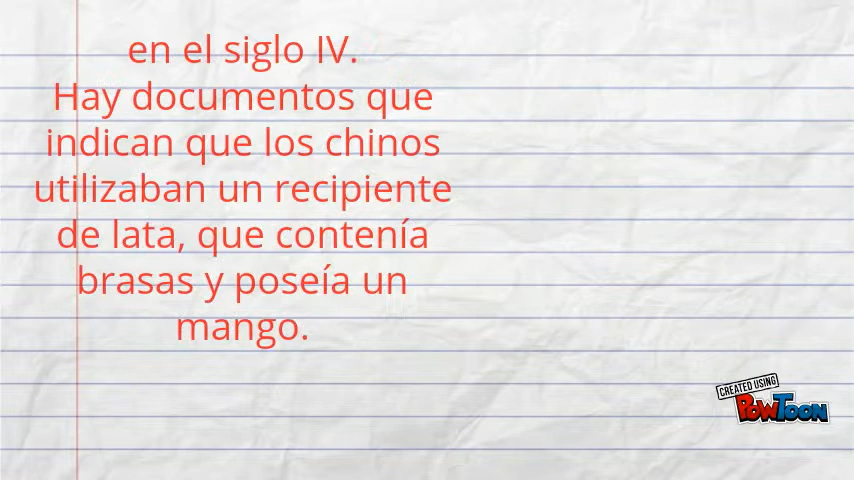 en el siglo IV.
Hay documentos que
indican que los chinos
utilizaban un recipiente
de lata, que contenía
brasas y poseía un
mango.
CREATED USING
POWTOON